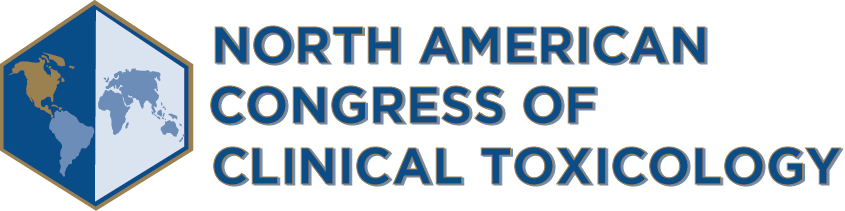 NORTH AMERICAN
CONGRESS OF
CLINICAL TOXICOLOGY